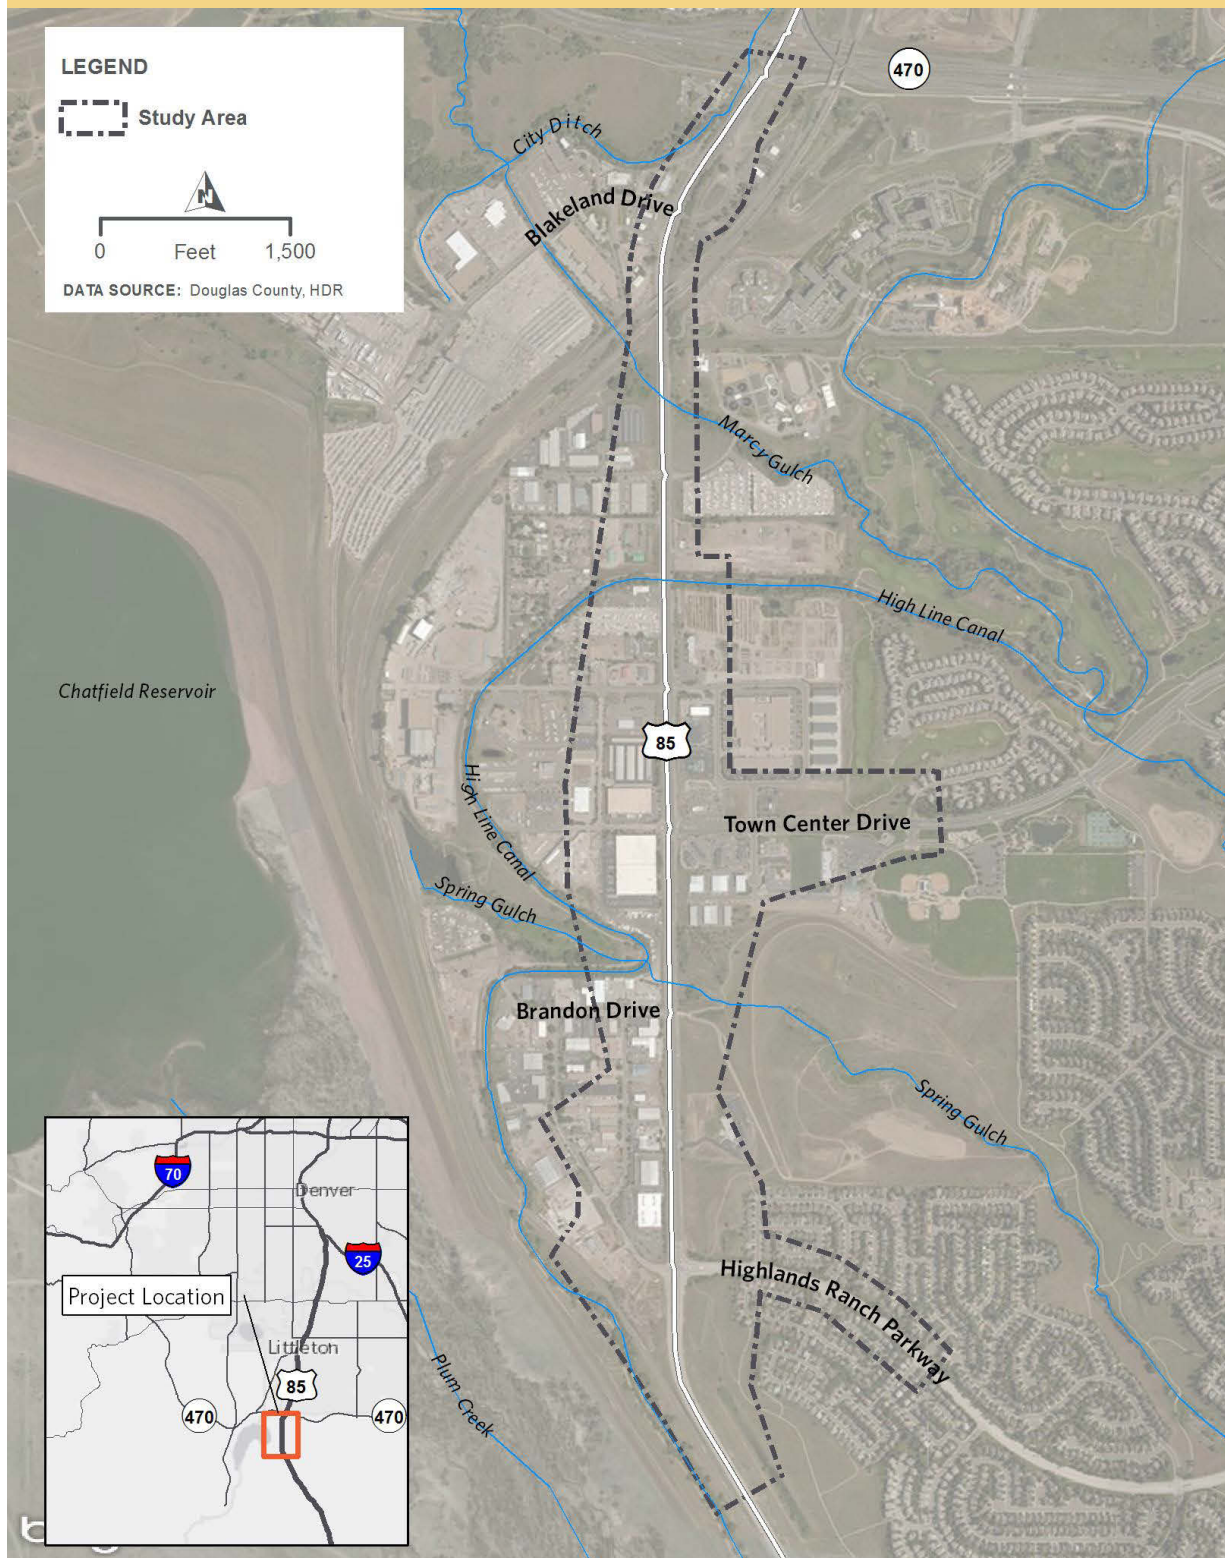 LEGEND
Study Area
N
0 Feet 1,500
DATA SOURCE: Douglas County, HDR
470
City Ditch
Blakeland Drive
Marcy Gulch
High Line Canal
Chatfield Reservoir
85
High Line Canal
Town Center Drive
Spring Gulch
Brandon Drive
Spring Gulch
Highlands Ranch Parkway
Plum Creek
70
Denver
25
Project Location
Littleton
85
470
470